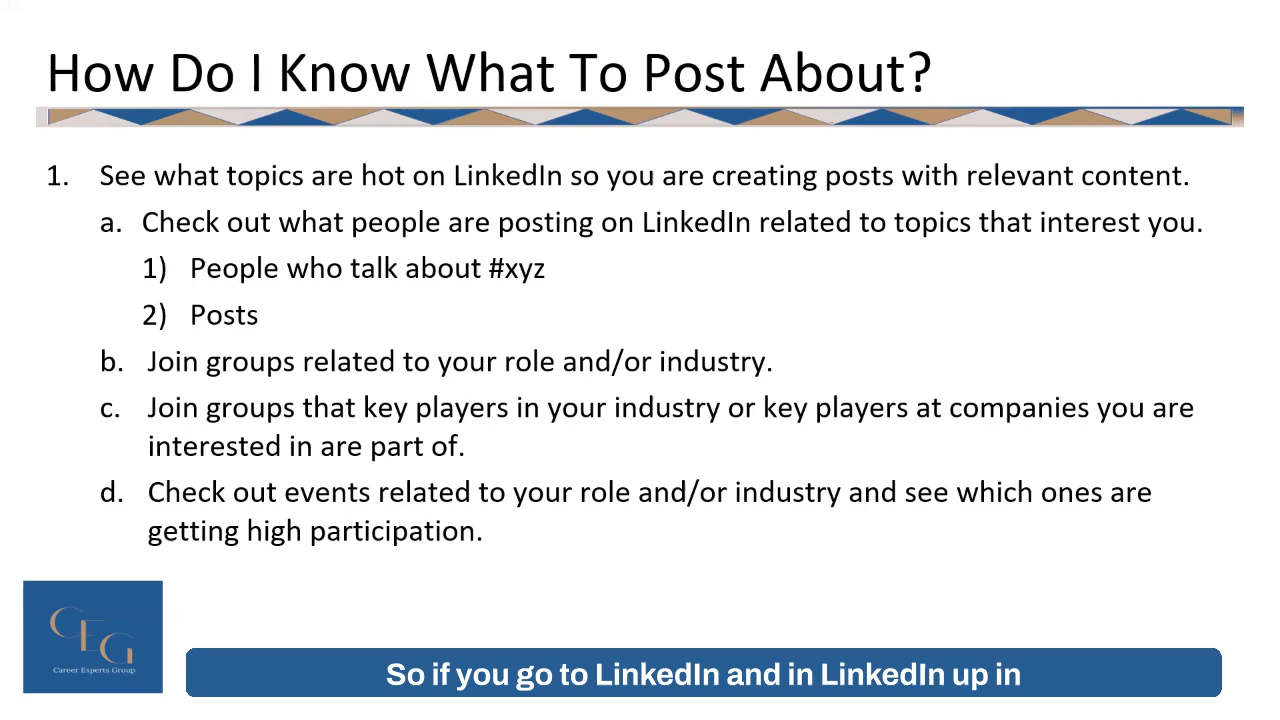 How Do I Know What To Post About?
1. See what topics are hot on LinkedIn so you are creating posts with relevant content.
a. Check out what people are posting on LinkedIn related to topics that interest you.
1) People who talk about #xyz
2) Posts
b. Join groups related to your role and/or industry.
c. Join groups that key players in your industry or key players at companies you are
interested in are part of.
d. Check out events related to your role and/or industry and see which ones are
getting high participation.
CEG
Career Experts Group
So if you go to LinkedIn and in LinkedIn up in